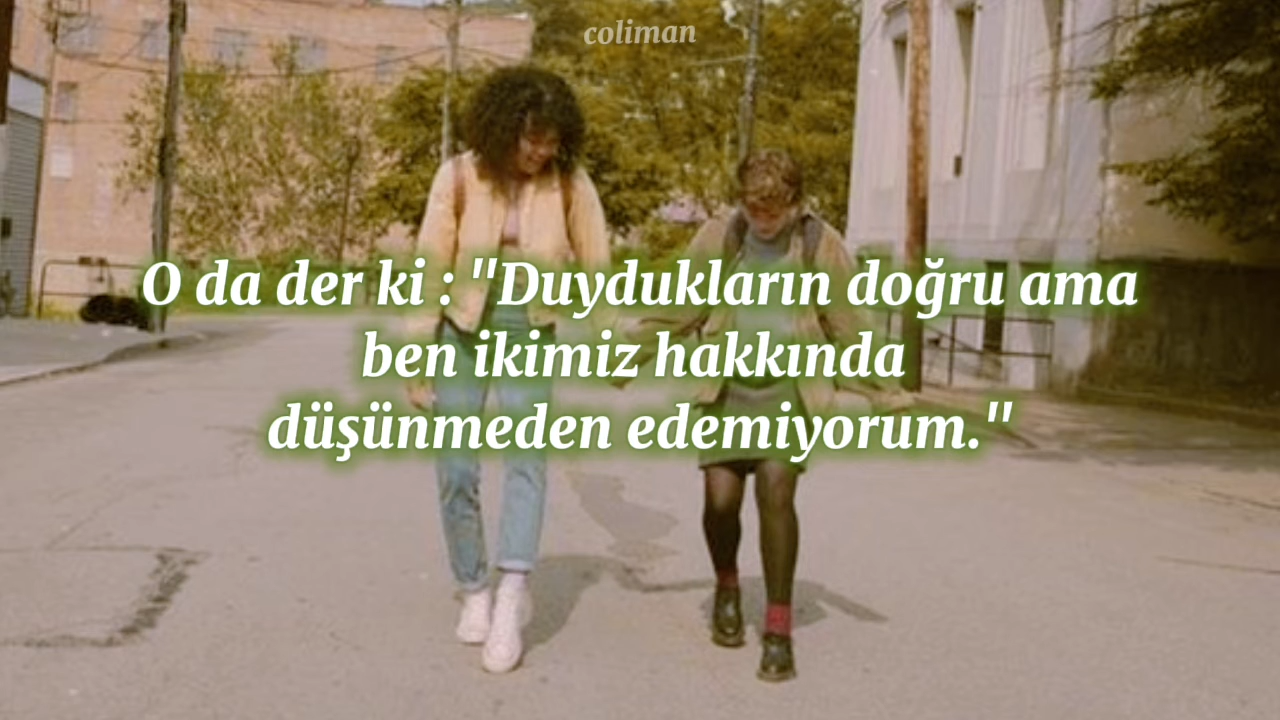 coliman
O da der ki : "Duydukların doğru ama
ben ikimiz hakkında
düşünmeden edemiyorum."